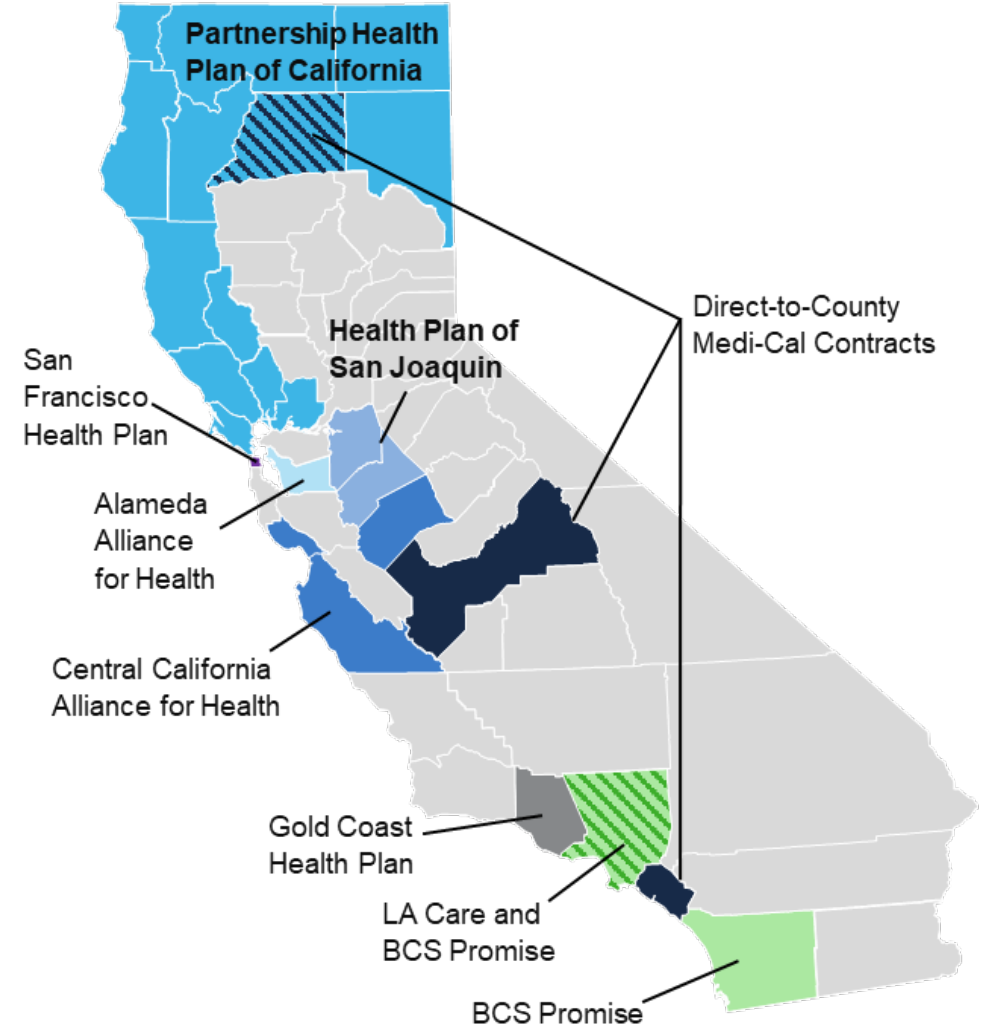 Partnership Health
Plan of California
Direct-to-County
Medi-Cal Contracts
Health Plan of
San Joaquin
San
Francisco
Health Plan
Alameda
Alliance
for Health
Central California
Alliance for Health
Gold Coast
Health Plan
LA Care and
BCS Promise
BCS Promise